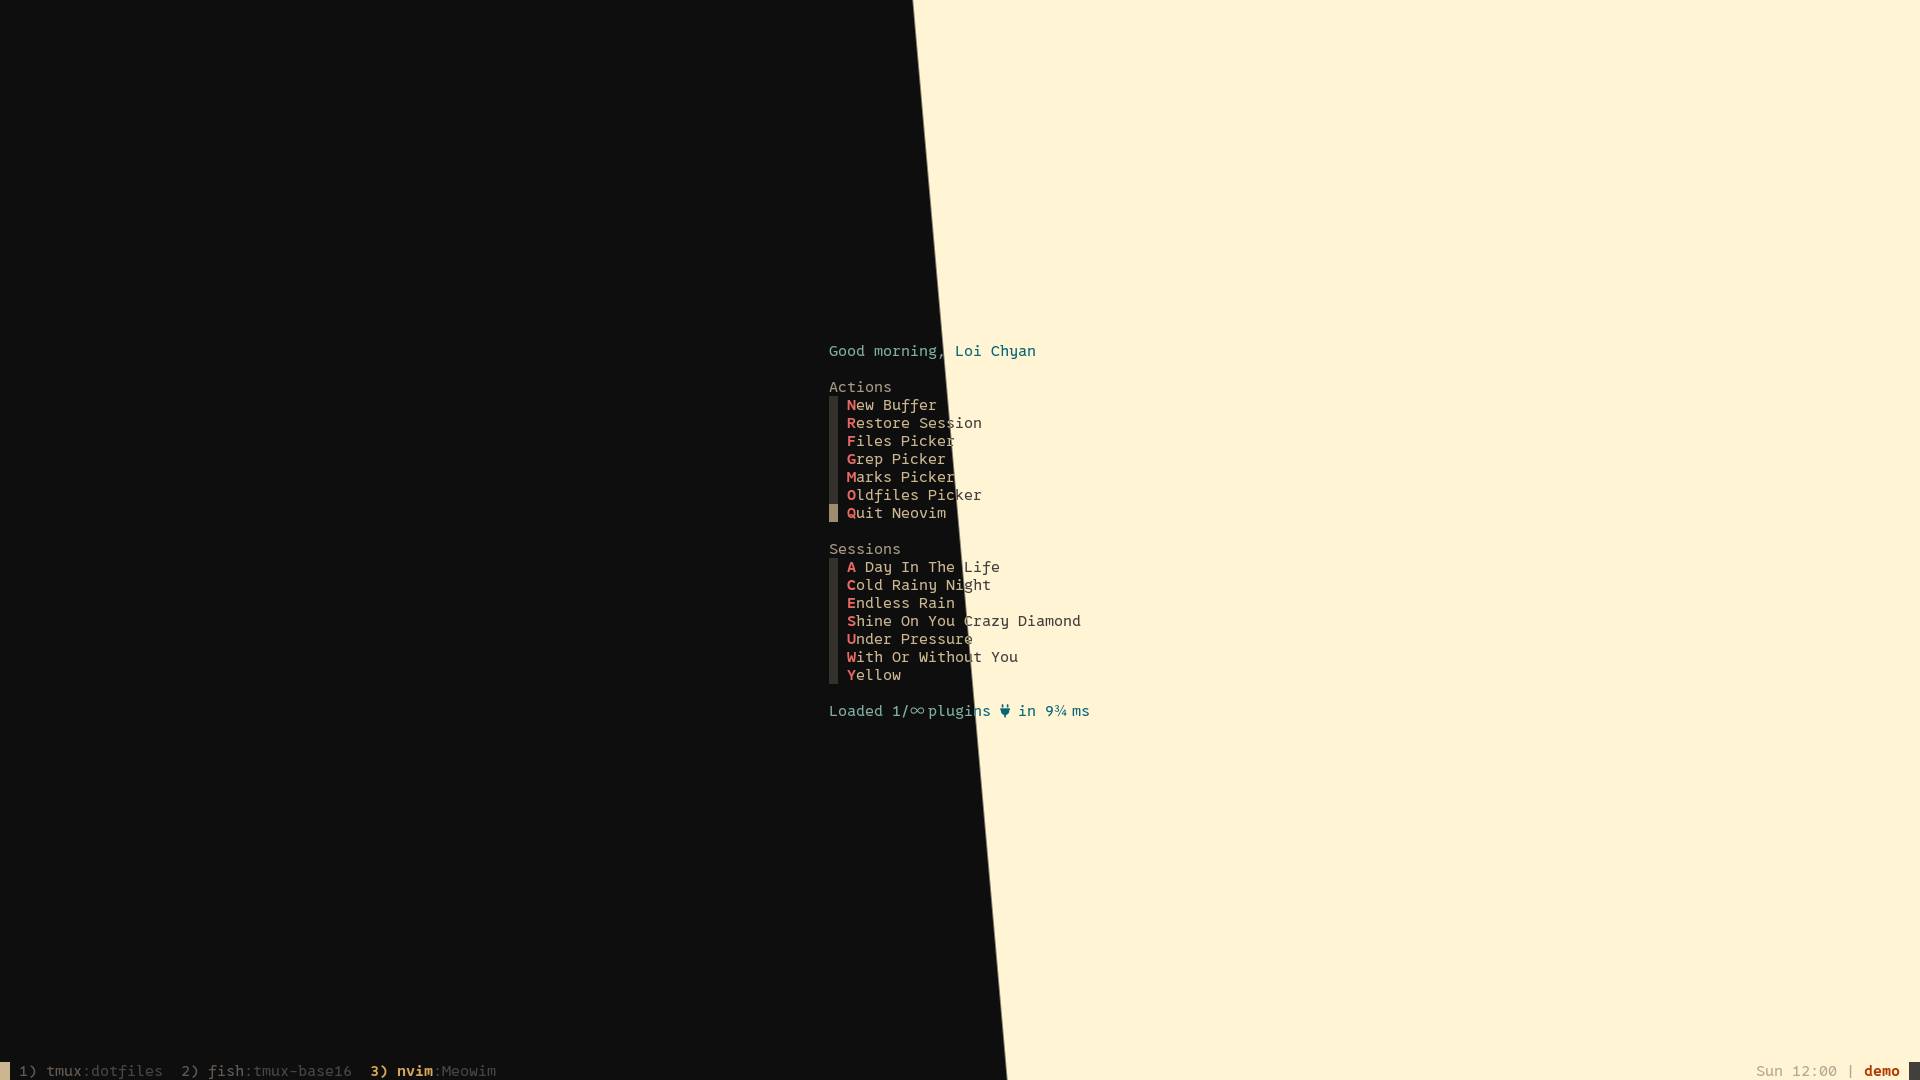 Good morning, Loi Chyan
Actions
New Buffer
Restore Session
Files Picker
Grep Picker
Marks Picker
Oldfiles Picker
Quit Neovim
Sessions
A Day In The Life
Cold Rainy Night
Endless Rain
Shine On You Crazy Diamond
Under Pressure
With Or Without You
Yellow
Loaded 1/∞ plugins in 9¾ ms
1) tmux:dotfiles 2) fish:tmux-base16 3) nvim:Meowim Sun 12:00 | demo